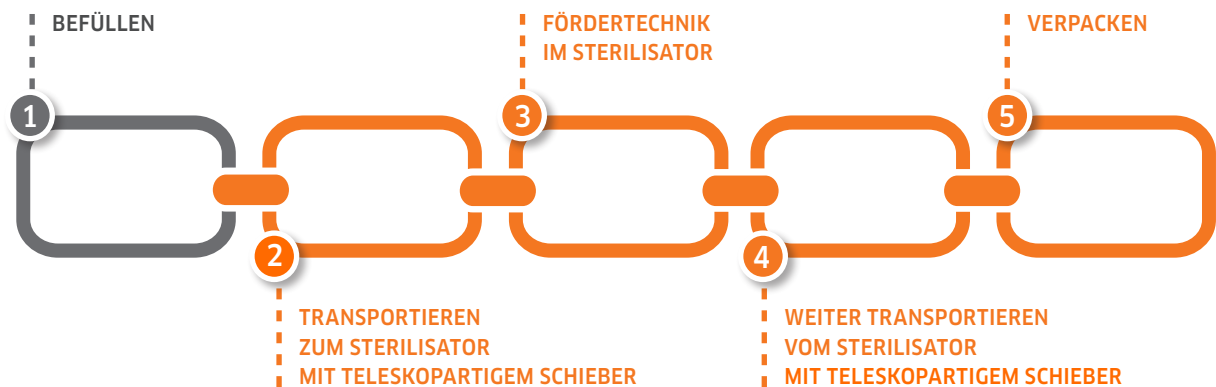 1
BEFÜLLEN
2
TRANSPORTIEREN
ZUM STERILISATOR
MIT TELESKOPARTIGEM SCHIEBER
3
FÖRDERTECHNIK
IM STERILISATOR
4
WEITER TRANSPORTIEREN
VOM STERILISATOR
MIT TELESKOPARTIGEM SCHIEBER
5
VERPACKEN